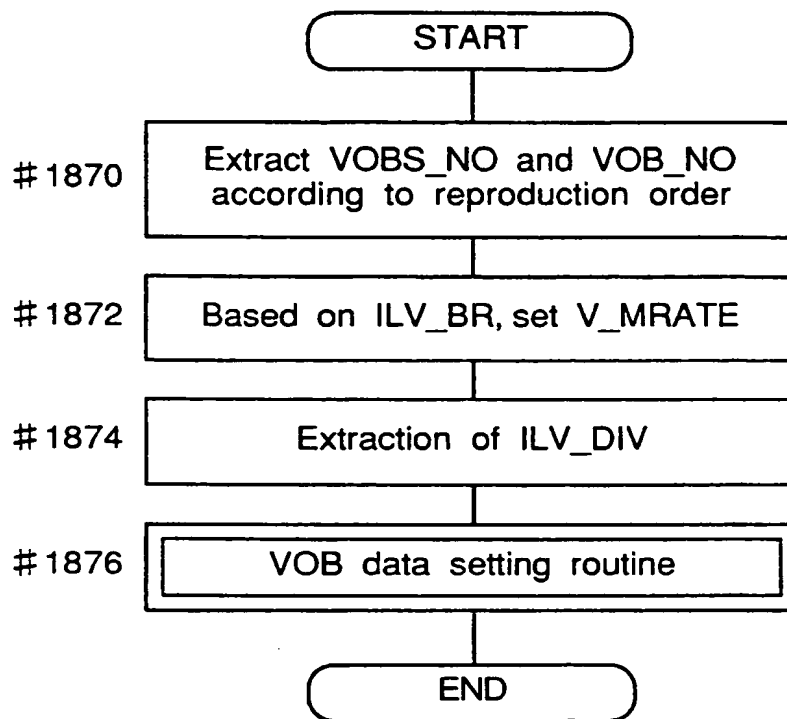 START
#1870
Extract VOBS_NO and VOB_NO
according to reproduction order
#1872
Based on ILV_BR, set V_MRATE
#1874
Extraction of ILV_DIV
#1876
VOB data setting routine
END